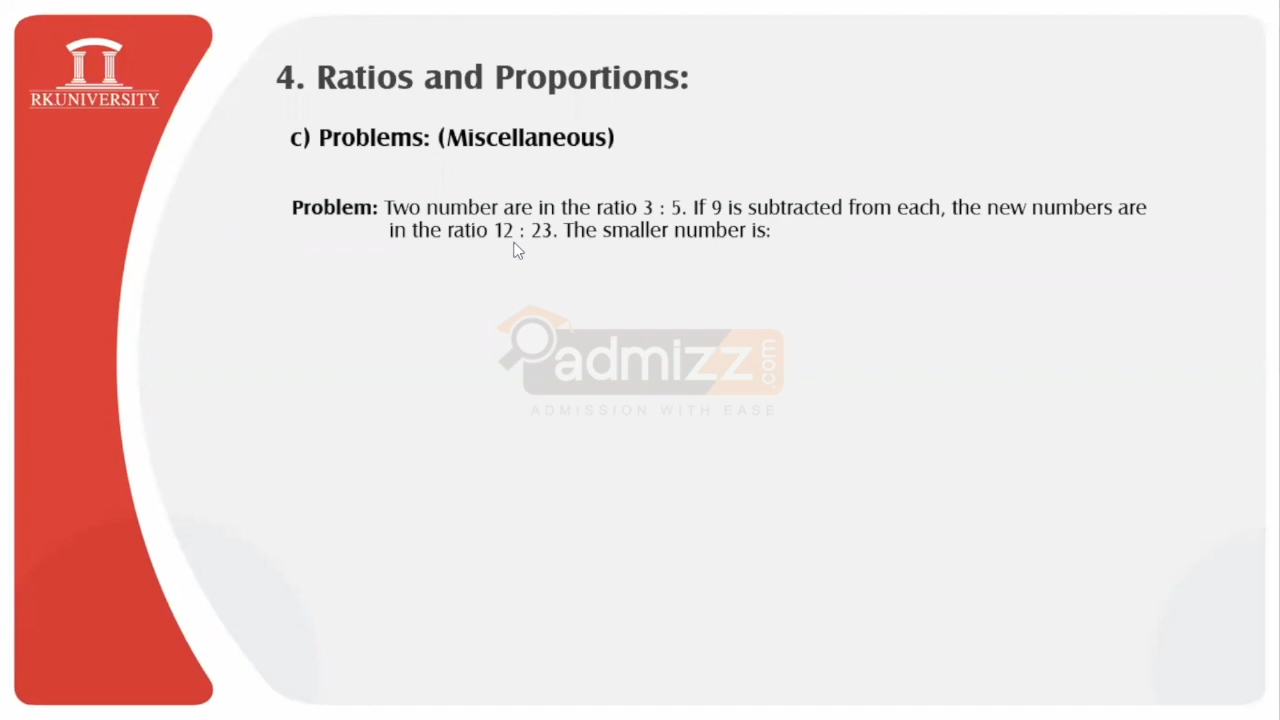 RKUNIVERSITY
4. Ratios and Proportions:
c) Problems: (Miscellaneous)
Problem: Two number are in the ratio 3 : 5. If 9 is subtracted from each, the new numbers are
in the ratio 12 : 23. The smaller number is:
admizz.com
ADMISSION WITH EASE